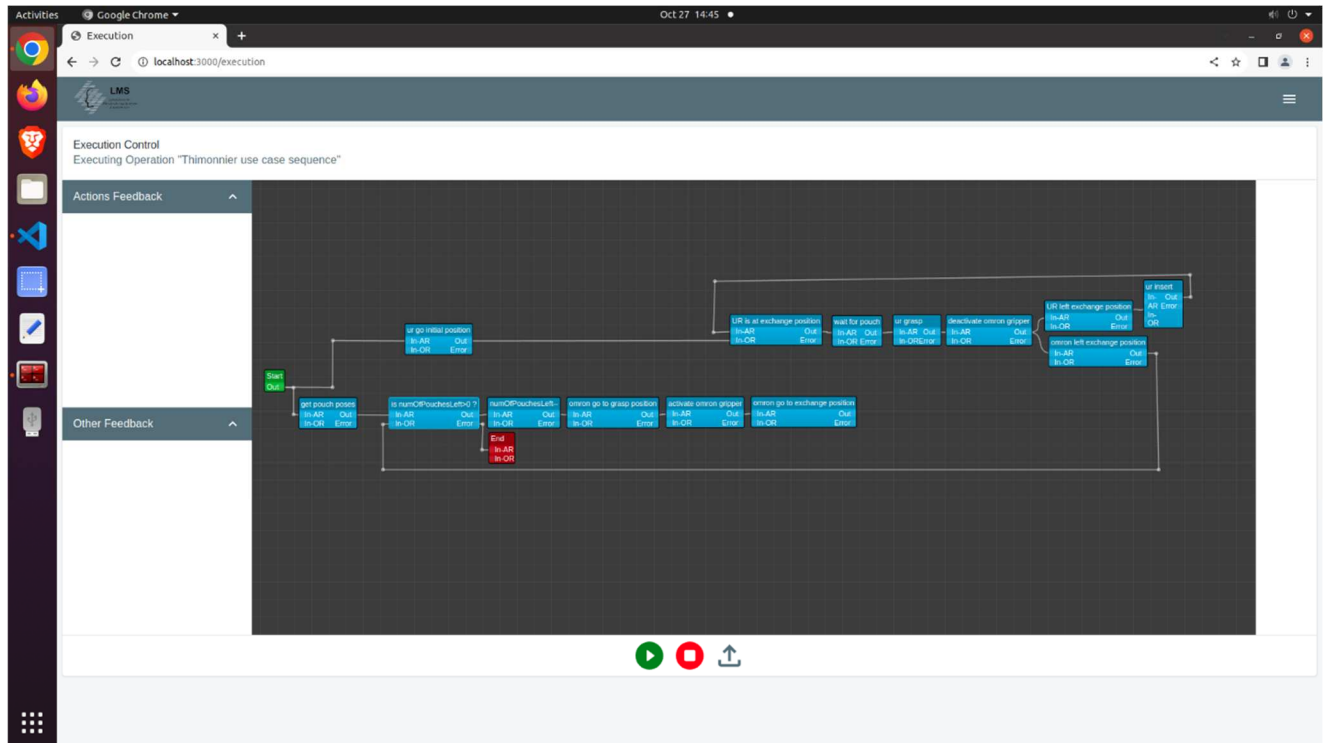 Activities
Google Chrome
Oct 27 14:45
Execution
localhost:3000/execution
LMS
Execution Control
Executing Operation "Thimonnier use case sequence"
Actions Feedback
Other Feedback
Start
Out
ur go initial position
In-AR Out
In-OR Error
get pouch poses
In-AR Out
In-OR Error
is numOfPouchesLeft>0 ?
In-AR Out
In-OR Error
numOfPouchesLeft--
In-AR Out
In-OR Error
End
In-AR
In-OR
omron go to grasp position
In-AR Out
In-OR Error
activate omron gripper
In-AR Out
In-OR Error
omron go to exchange position
In-AR Out
In-OR Error
UR is at exchange position
In-AR Out
In-OR Error
wait for pouch
In-AR Out
In-OR Error
ur grasp
In-AR Out
In-OR Error
deactivate omron gripper
In-AR Out
In-OR Error
UR left exchange position
In-AR Out
In-OR Error
omron left exchange position
In-AR Out
In-OR Error
ur insert
In- Out
AR Error
In-
OR